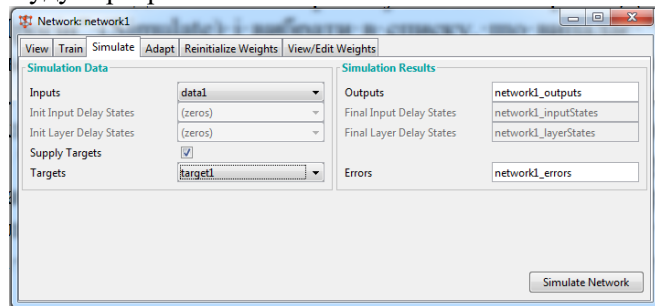 Network: network1
View Train Simulate Adapt Reinitialize Weights View/Edit Weights
Simulation Data
Inputs data1
Init Input Delay States (zeros)
Init Layer Delay States (zeros)
Supply Targets
Targets target1
Simulation Results
Outputs network1_outputs
Final Input Delay States network1_inputStates
Final Layer Delay States network1_layerStates
Errors network1_errors
Simulate Network